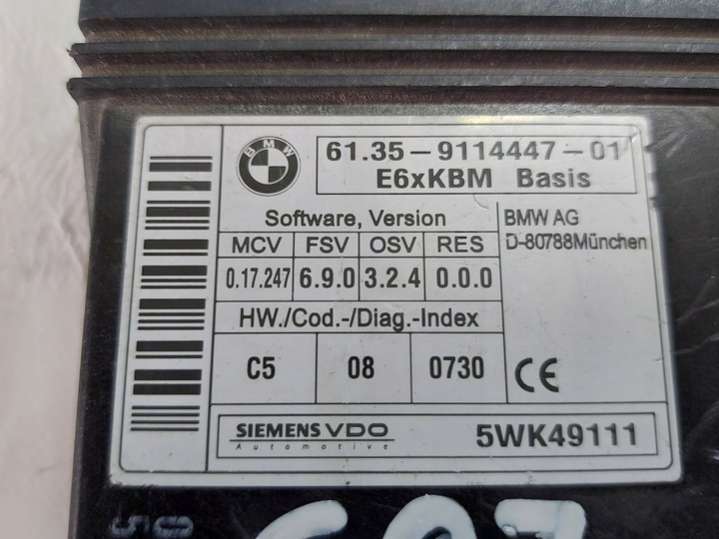 BMW
61.35-9114447-01
E6xKBM Basis
Software, Version
BMW AG
D-80788München
MCV FSV OSV RES
0.17.247 6.9.0 3.2.4 0.0.0
HW./Cod.-/Diag.-Index
C5 08 0730
CE
SIEMENS VDO
Automotive
5WK49111
50